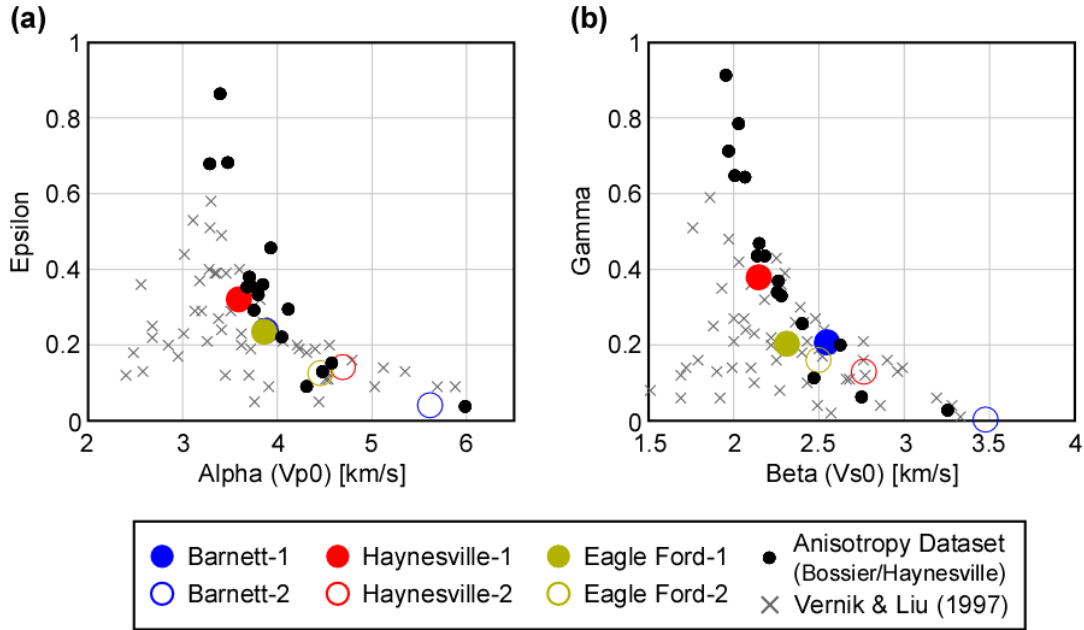 (a)
(b)
1
0.8
0.6
0.4
0.2
0
Epsilon
2
3
4
5
6
Alpha (Vp0) [km/s]
1
0.8
0.6
0.4
0.2
0
Gamma
1.5
2
2.5
3
3.5
4
Beta (Vs0) [km/s]
Barnett-1
Haynesville-1
Eagle Ford-1
Anisotropy Dataset
(Bossier/Haynesville)
Barnett-2
Haynesville-2
Eagle Ford-2
Vernik & Liu (1997)